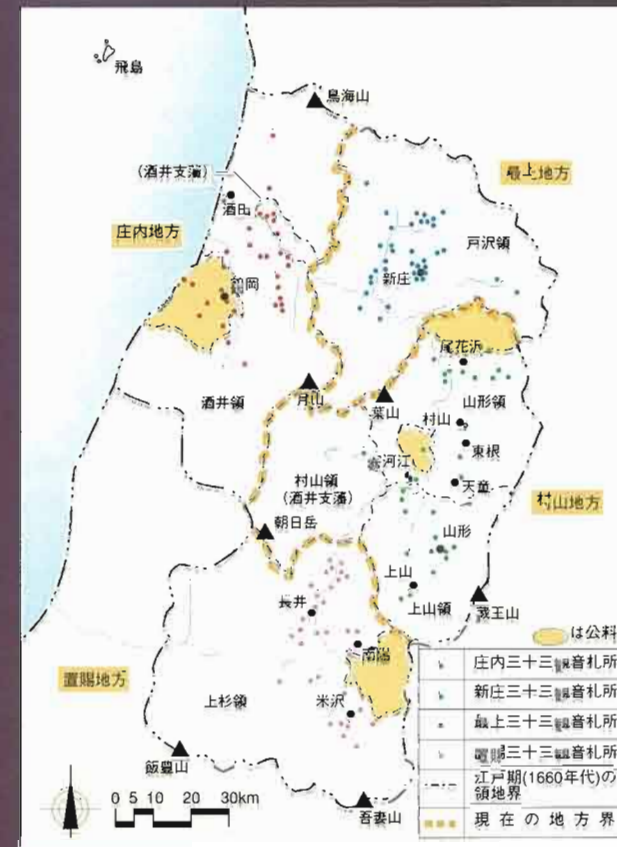 飛島
鳥海山
最上地方
(酒井支藩)
酒田
庄内地方
戸沢領
新庄
鶴岡
尾花沢
酒井領
月山
葉山
山形領
村山
東根
河江
村山領
(酒井支藩)
天童
村山地方
朝日岳
山形
上山
長井
上山領
蔵王山
は公料
南陽
置賜地方
庄内三十三観音札所
新庄三十三観音札所
上杉領
米沢
最上三十三観音札所
置賜三十三観音札所
飯豊山
江戸期(1660年代)の
領地界
0 5 10 20 30km
吾妻山
現在の地方界